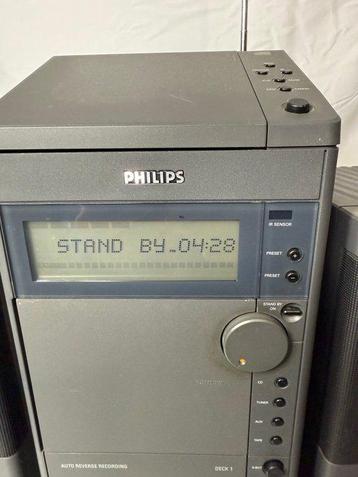 PHILIPS
IR SENSOR
STAND BY 04:28
PRESET
PRESET
STAND BY
ON
CD
TUNER
AUX
TAPE
AUTO REVERSE RECORDING
DECK 1